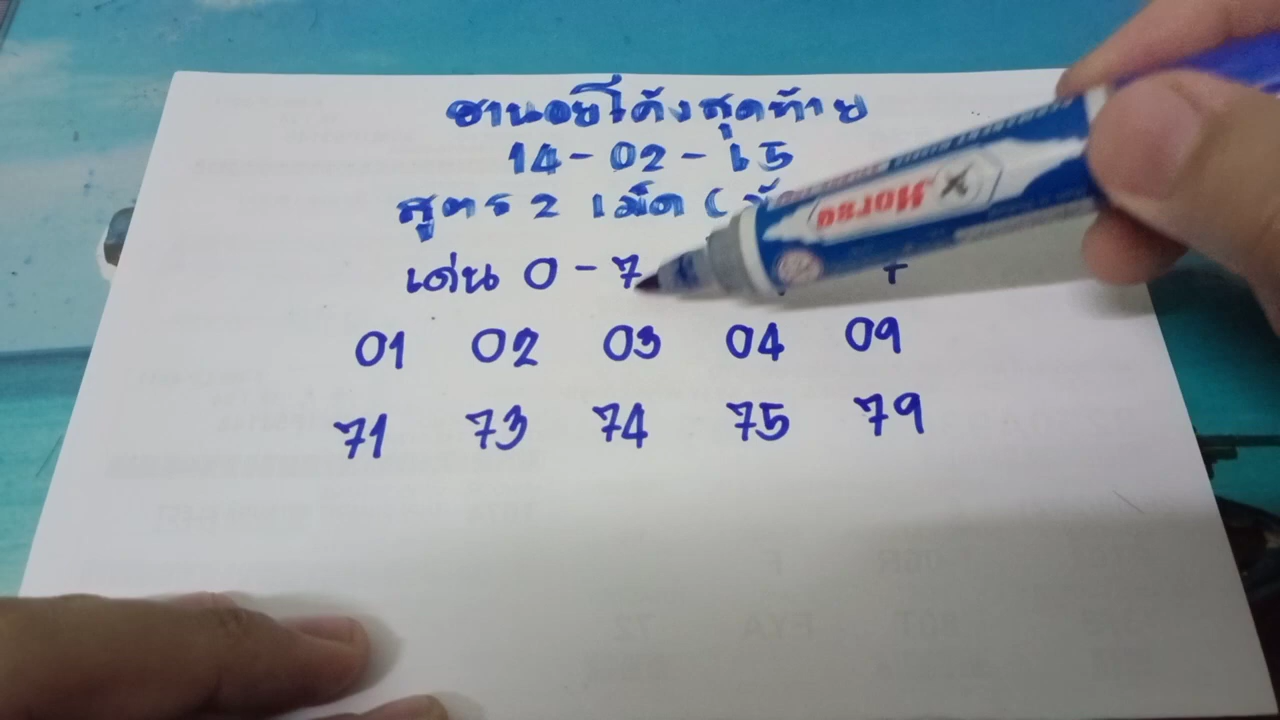 ฮานอยโค้งสุดท้าย
14-02-65
สูตร 2 เม็ด (
เด่น 0-7
01 02 03 04 09
71 73 74 75 79
Horse